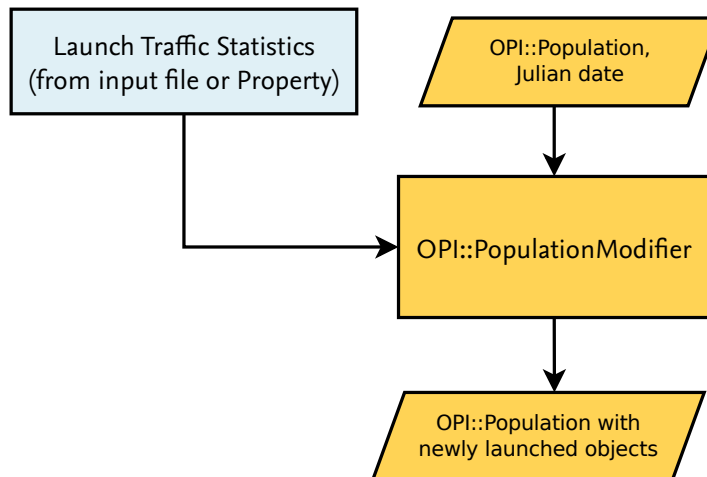 Launch Traffic Statistics
(from input file or Property)
OPI::Population,
Julian date
OPI::PopulationModifier
OPI::Population with
newly launched objects